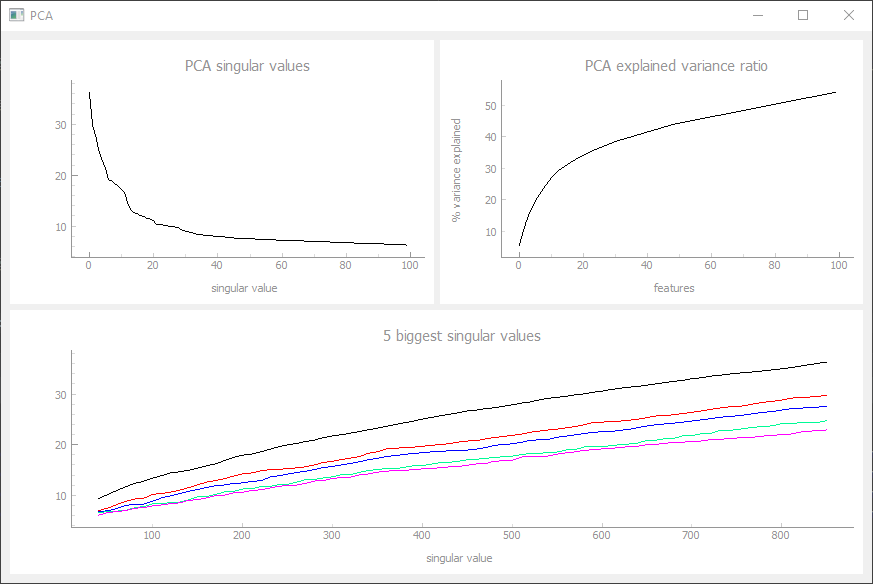 PCA
PCA singular values
30
20
10
0 20 40 60 80 100
singular value
PCA explained variance ratio
% variance explained
50
40
30
20
10
0 20 40 60 80 100
features
5 biggest singular values
30
20
10
100 200 300 400 500 600 700 800
singular value